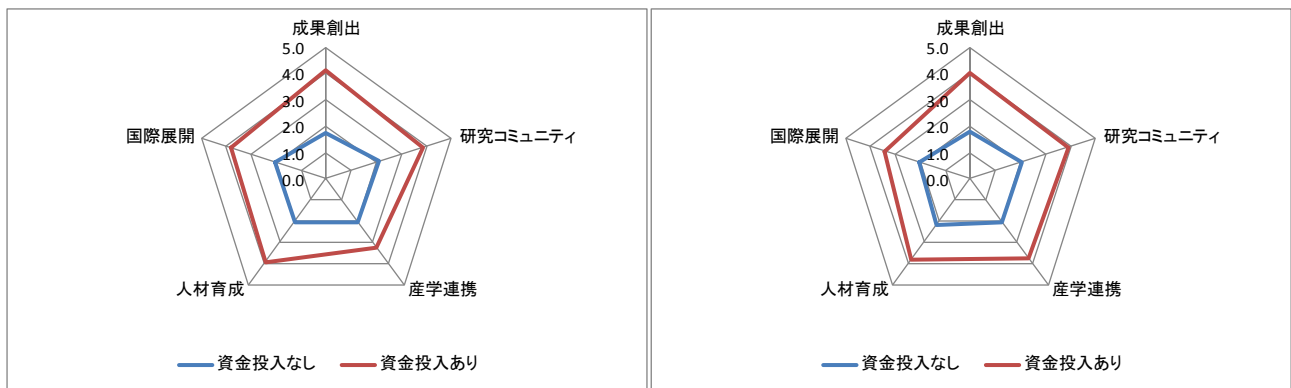 成果創出
5.0
4.0
3.0
2.0
1.0
0.0
研究コミュニティ
産学連携
人材育成
国際展開
資金投入なし
資金投入あり
成果創出
5.0
4.0
3.0
2.0
1.0
0.0
研究コミュニティ
産学連携
人材育成
国際展開
資金投入なし
資金投入あり